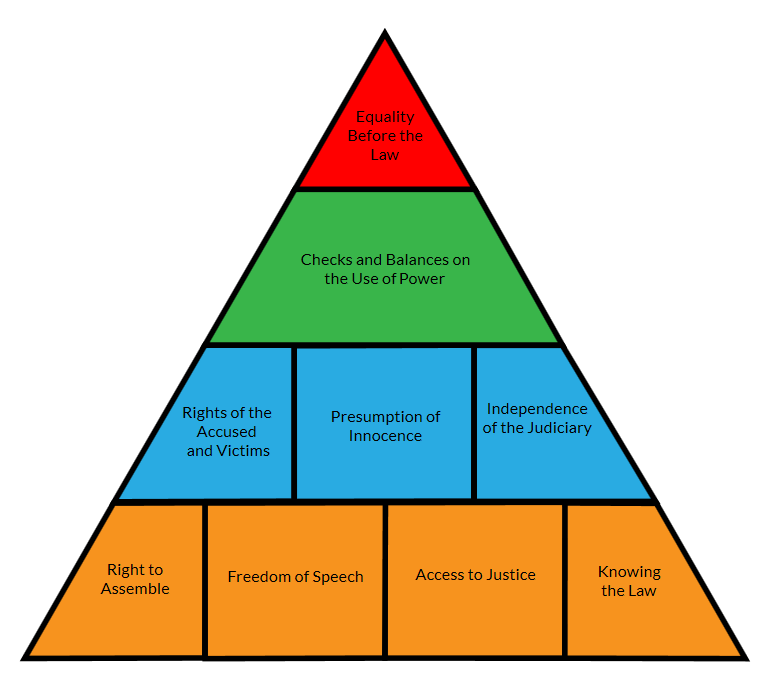 Equality
Before the
Law
Checks and Balances on
the Use of Power
Rights of the
Accused
and Victims
Presumption of
Innocence
Independence
of the Judiciary
Right to
Assemble
Freedom of Speech
Access to Justice
Knowing
the Law